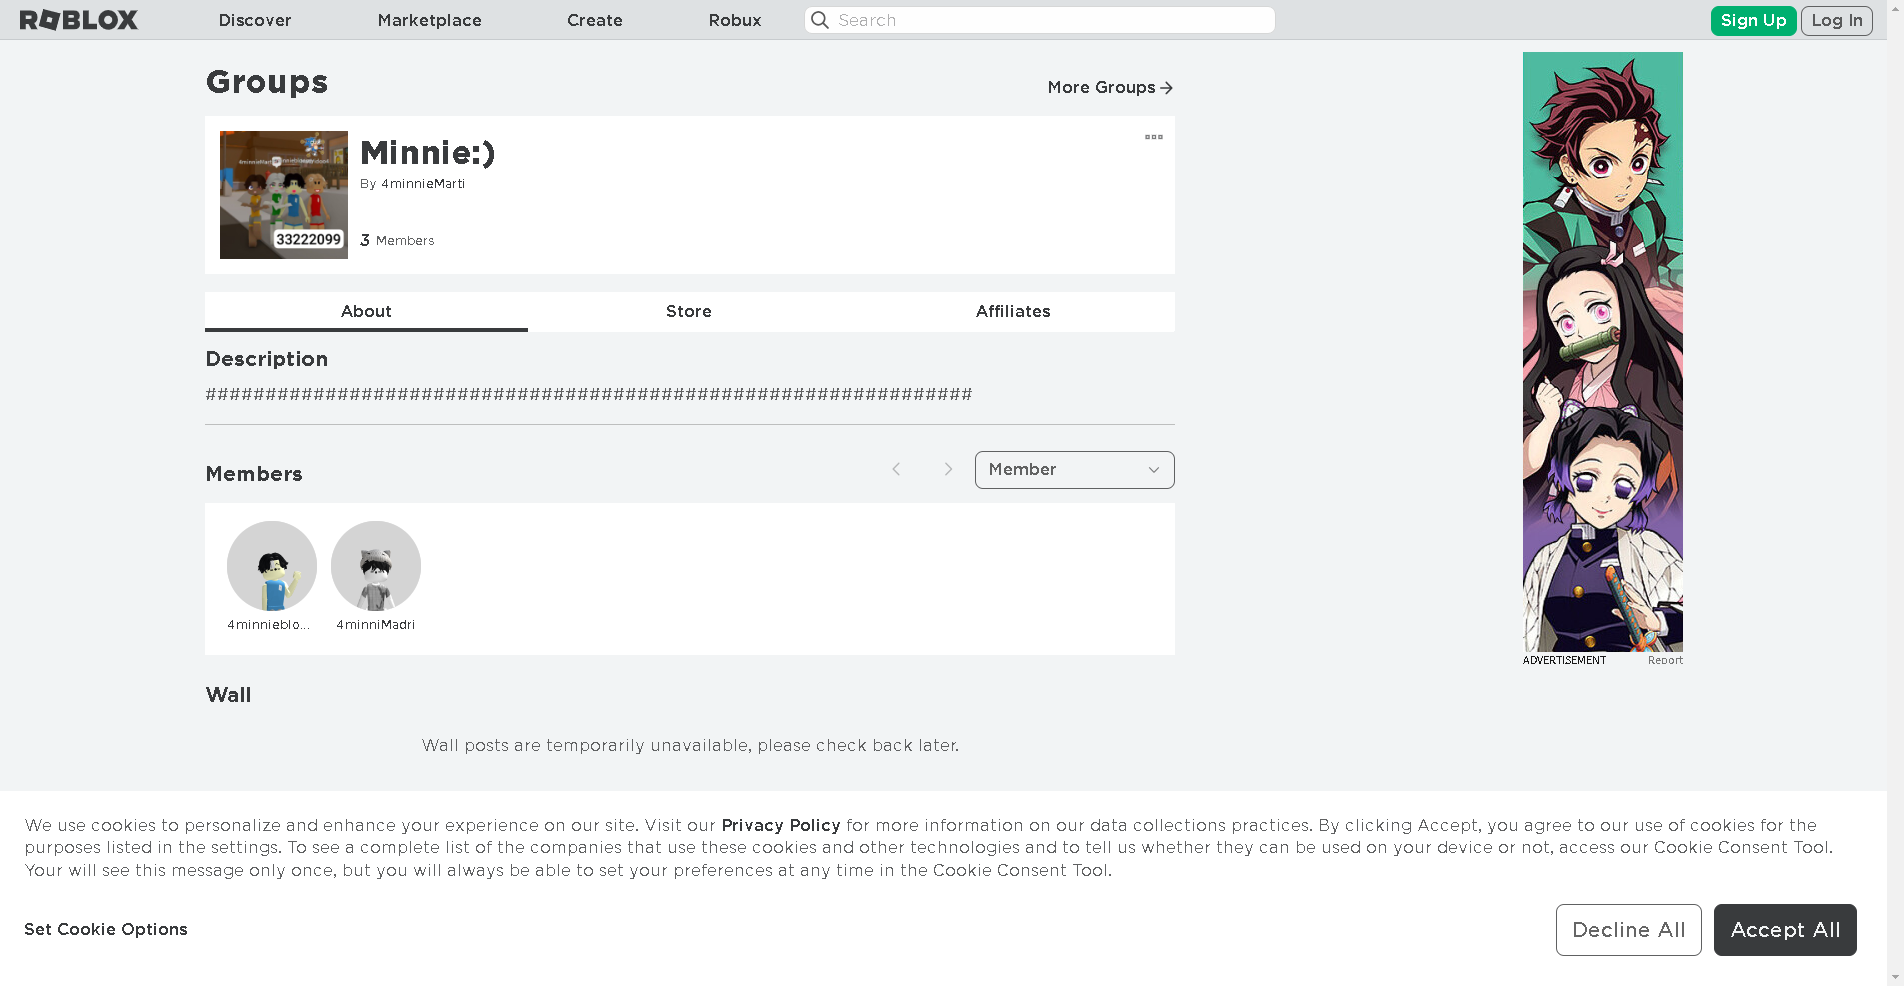 ROBLOX
Discover
Marketplace
Create
Robux
Search
Sign Up
Log In
Groups
More Groups
Minnie:)
By 4minnieMarti
33222099
3 Members
About
Store
Affiliates
Description
################################################################
Members
Member
4minnieblo...
4minniMadri
ADVERTISEMENT
Report
Wall
Wall posts are temporarily unavailable, please check back later.
We use cookies to personalize and enhance your experience on our site. Visit our Privacy Policy for more information on our data collections practices. By clicking Accept, you agree to our use of cookies for the
purposes listed in the settings. To see a complete list of the companies that use these cookies and other technologies and to tell us whether they can be used on your device or not, access our Cookie Consent Tool.
Your will see this message only once, but you will always be able to set your preferences at any time in the Cookie Consent Tool.
Set Cookie Options
Decline All
Accept All